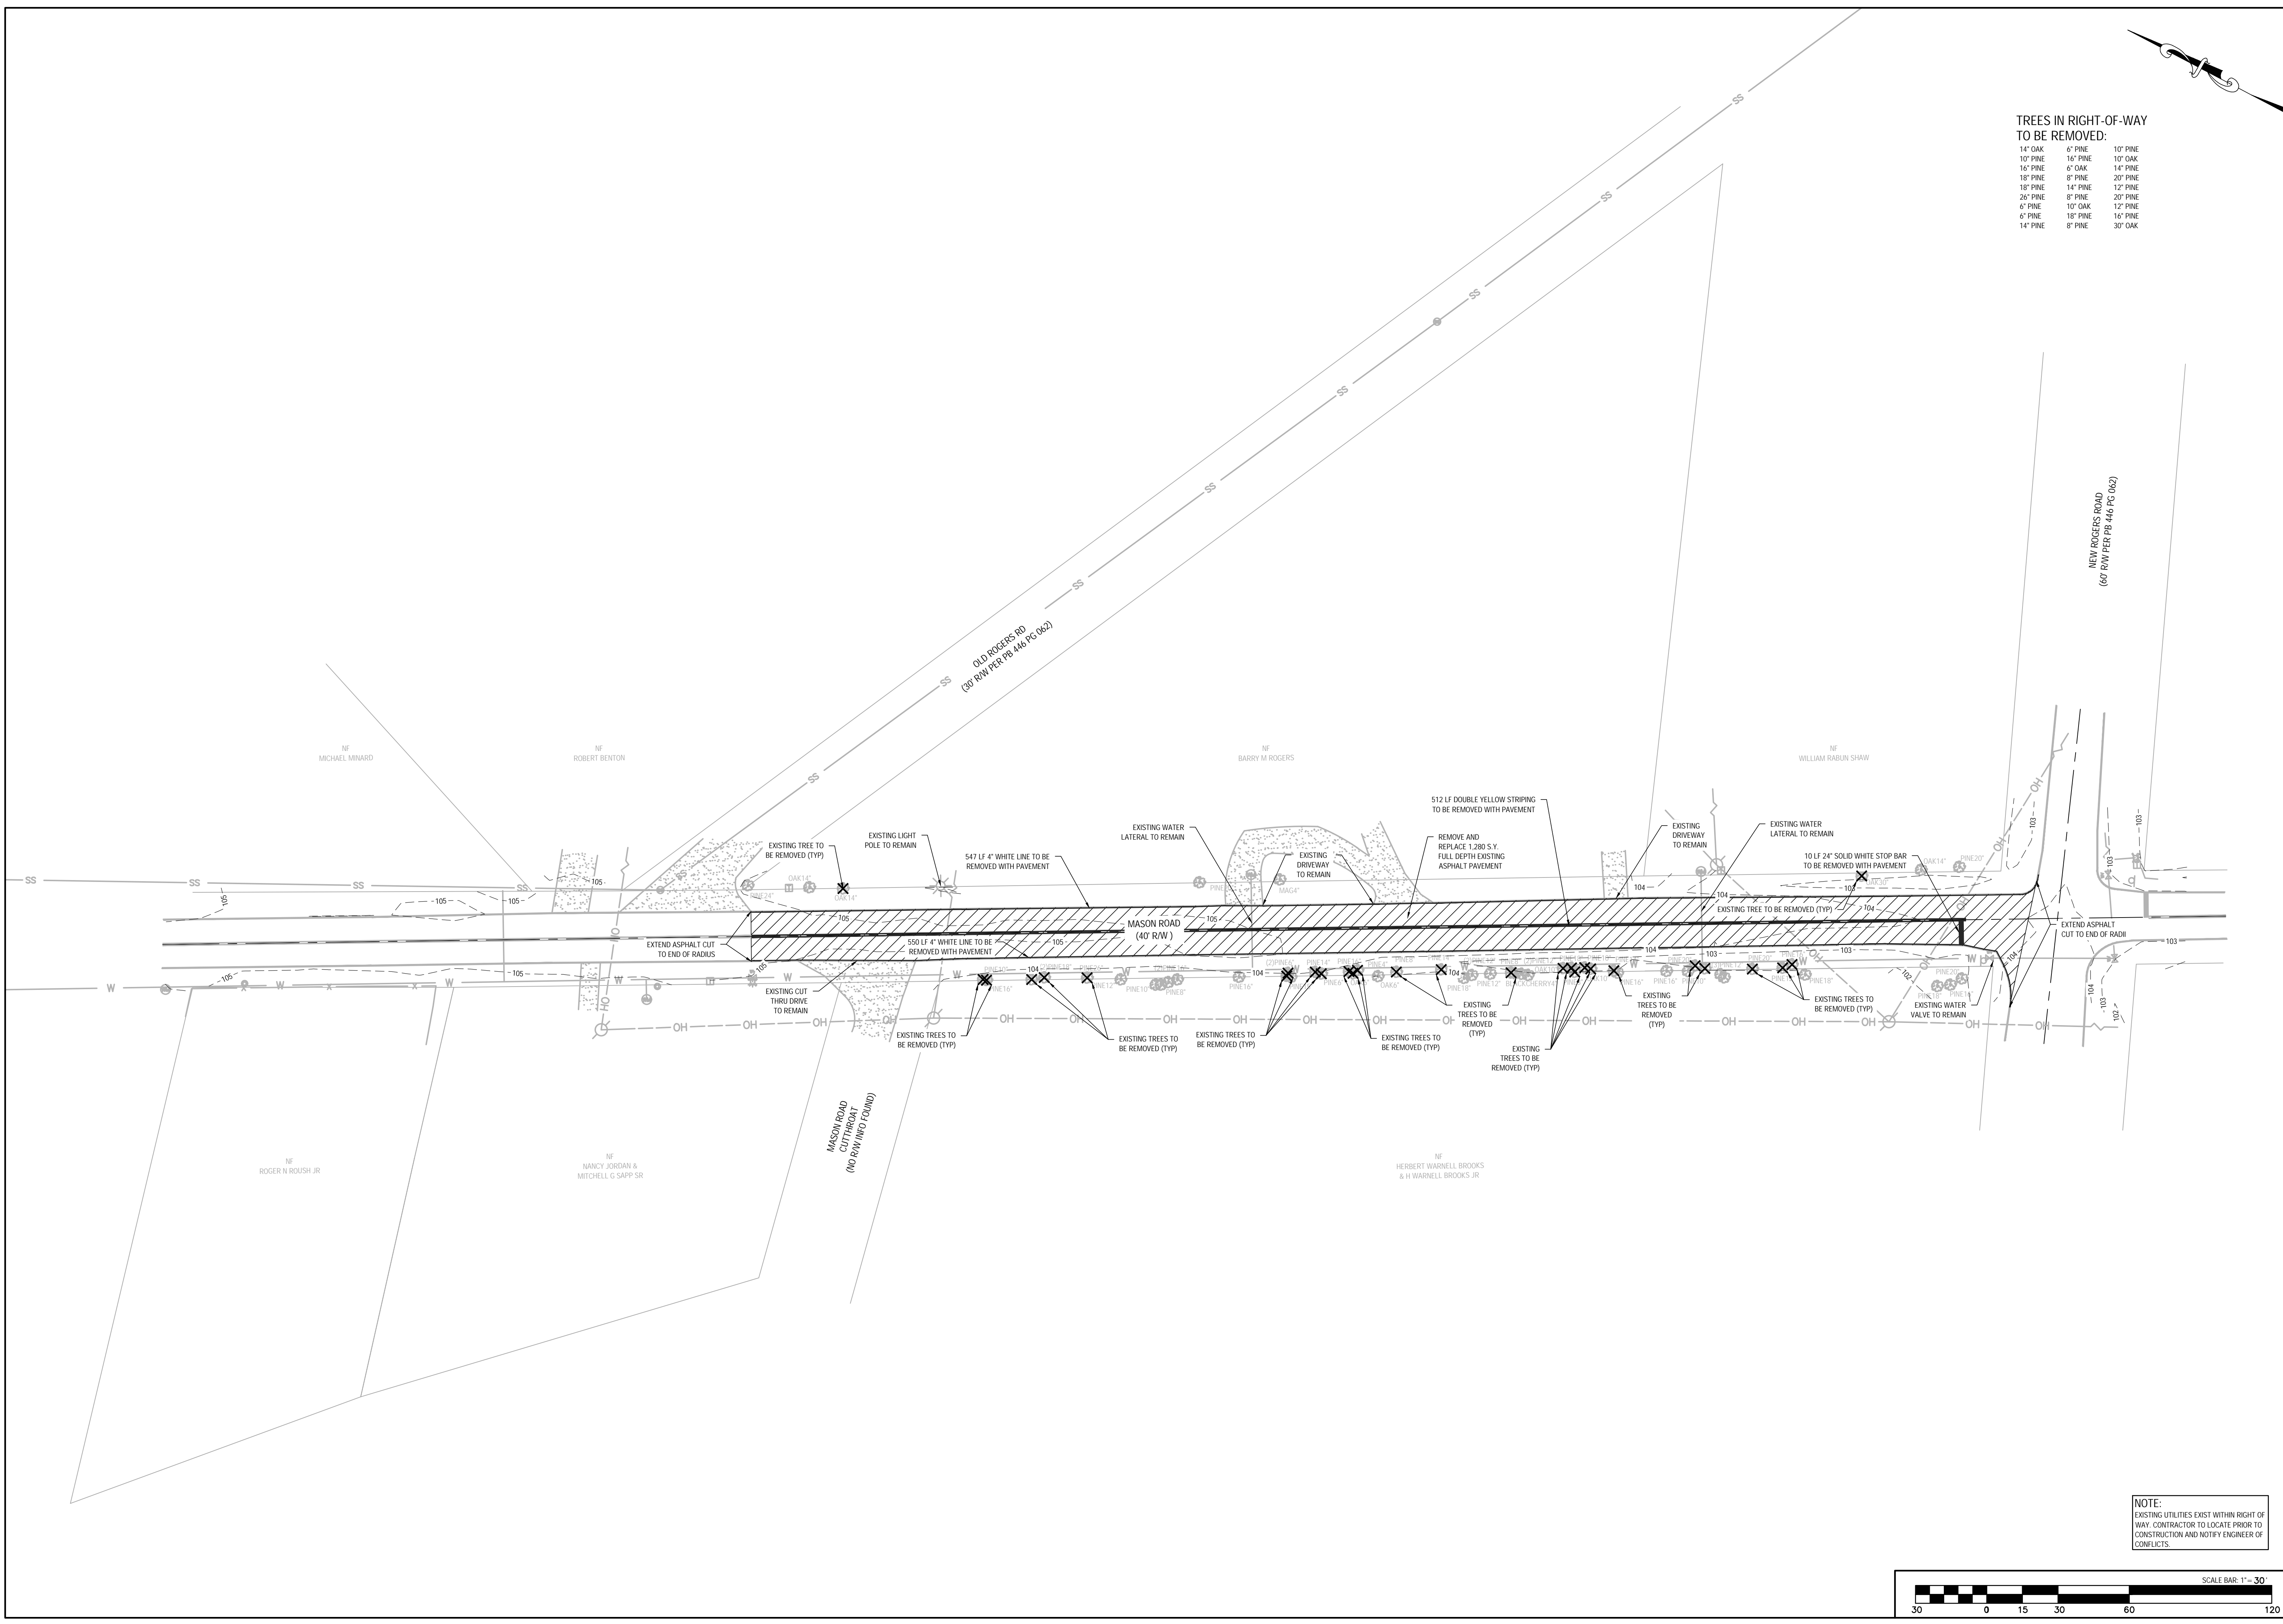 TREES IN RIGHT-OF-WAY
TO BE REMOVED:
14" OAK 6" PINE 10" PINE
10" PINE 16" PINE 10" OAK
16" PINE 6" OAK 14" PINE
18" PINE 8" PINE 20" PINE
18" PINE 14" PINE 12" PINE
26" PINE 8" PINE 20" PINE
6" PINE 10" OAK 12" PINE
6" PINE 18" PINE 16" PINE
14" PINE 8" PINE 30" OAK
NEW ROGERS ROAD
(60' R/W PER PB 446 PG 062)
OLD ROGERS RD
(30' R/W PER PB 446 PG 062)
NF
MICHAEL MINARD
NF
ROBERT BENTON
NF
BARRY M ROGERS
NF
WILLIAM RABUN SHAW
EXISTING TREE TO
BE REMOVED (TYP)
EXISTING LIGHT
POLE TO REMAIN
547 LF 4" WHITE LINE TO BE
REMOVED WITH PAVEMENT
EXISTING WATER
LATERAL TO REMAIN
EXISTING
DRIVEWAY
TO REMAIN
512 LF DOUBLE YELLOW STRIPING
TO BE REMOVED WITH PAVEMENT
REMOVE AND
REPLACE 1,280 S.Y.
FULL DEPTH EXISTING
ASPHALT PAVEMENT
EXISTING
DRIVEWAY
TO REMAIN
EXISTING WATER
LATERAL TO REMAIN
10 LF 24" SOLID WHITE STOP BAR
TO BE REMOVED WITH PAVEMENT
EXISTING TREE TO BE REMOVED (TYP)
OAK14"
PINE24"
OAK14"
MAG4"
OAK30"
OAK14"
PINE20"
MASON ROAD
(40' R/W )
EXTEND ASPHALT CUT
TO END OF RADIUS
550 LF 4" WHITE LINE TO BE
REMOVED WITH PAVEMENT
EXTEND ASPHALT
CUT TO END OF RADII
EXISTING CUT
THRU DRIVE
TO REMAIN
EXISTING TREES TO
BE REMOVED (TYP)
EXISTING TREES TO
BE REMOVED (TYP)
EXISTING TREES TO
BE REMOVED (TYP)
EXISTING TREES TO
BE REMOVED (TYP)
EXISTING
TREES TO BE
REMOVED
(TYP)
EXISTING
TREES TO BE
REMOVED (TYP)
EXISTING
TREES TO BE
REMOVED
(TYP)
EXISTING TREES TO
BE REMOVED (TYP)
EXISTING WATER
VALVE TO REMAIN
MASON ROAD
CUTTHROAT
(NO R/W INFO FOUND)
NF
ROGER N ROUSH JR
NF
NANCY JORDAN &
MITCHELL G SAPP SR
NF
HERBERT WARNELL BROOKS
& H WARNELL BROOKS JR
NOTE:
EXISTING UTILITIES EXIST WITHIN RIGHT OF
WAY. CONTRACTOR TO LOCATE PRIOR TO
CONSTRUCTION AND NOTIFY ENGINEER OF
CONFLICTS.
SCALE BAR: 1"= 30'
30 0 15 30 60 120